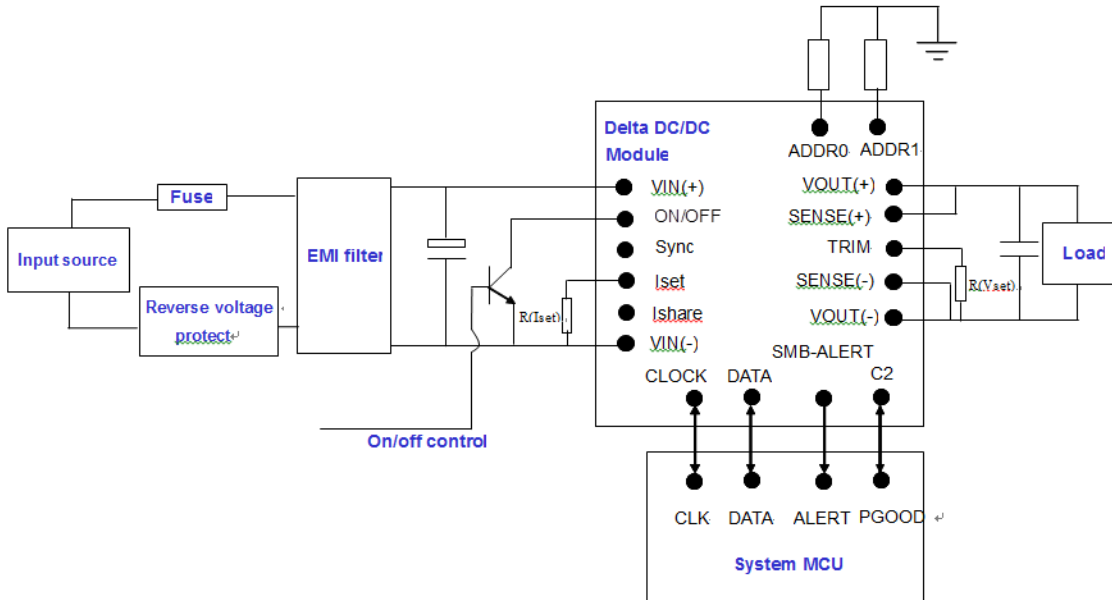 Delta DC/DC
Module
ADDR0 ADDR1
Fuse
VIN(+)
VOUT(+)
ON/OFF
SENSE(+)
Input source
EMI filter
Sync
TRIM
Load
Iset
SENSE(-)
R(Vset)
Reverse voltage
protect
R(Iset)
Ishare
VOUT(-)
VIN(-)
SMB-ALERT
CLOCK DATA C2
On/off control
CLK DATA ALERT PGOOD
System MCU